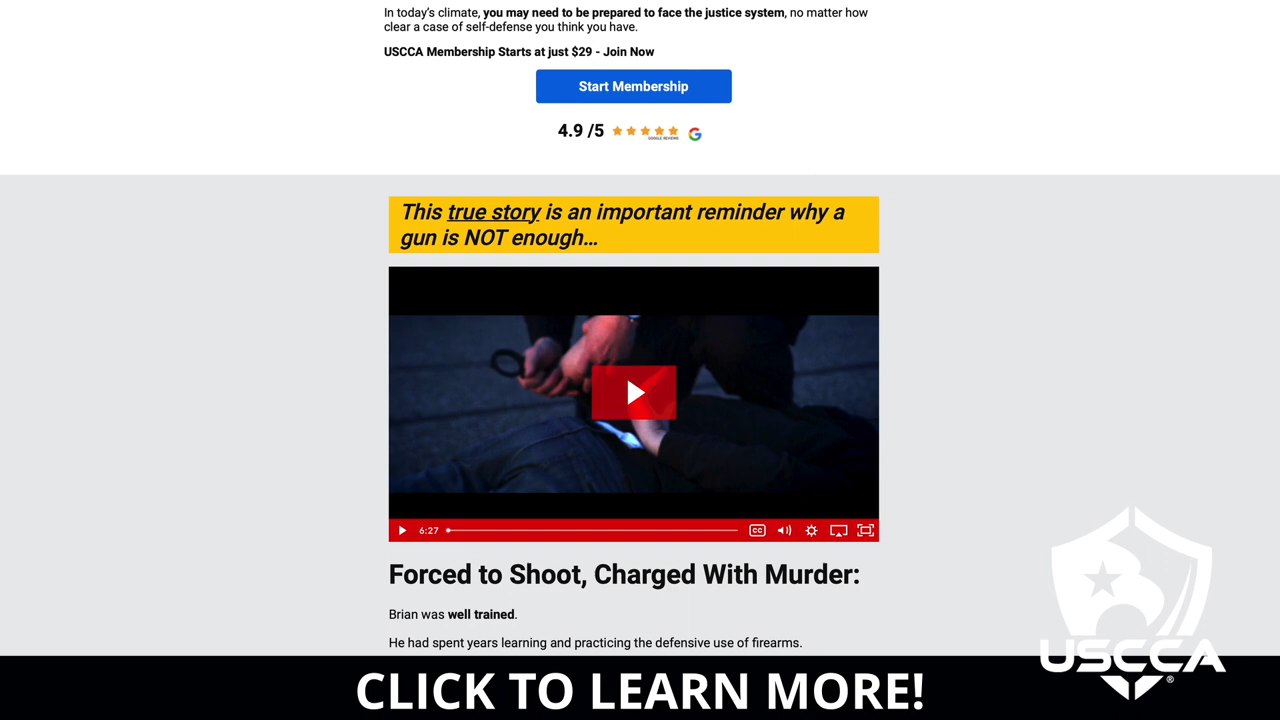 In today’s climate, you may need to be prepared to face the justice system, no matter how
clear a case of self-defense you think you have.
USCCA Membership Starts at just $29 - Join Now
Start Membership
4.9 /5
GOOGLE REVIEWS
This true story is an important reminder why a
gun is NOT enough...
6:27
CC
Forced to Shoot, Charged With Murder:
Brian was well trained.
He had spent years learning and practicing the defensive use of firearms.
USCCA®
CLICK TO LEARN MORE!